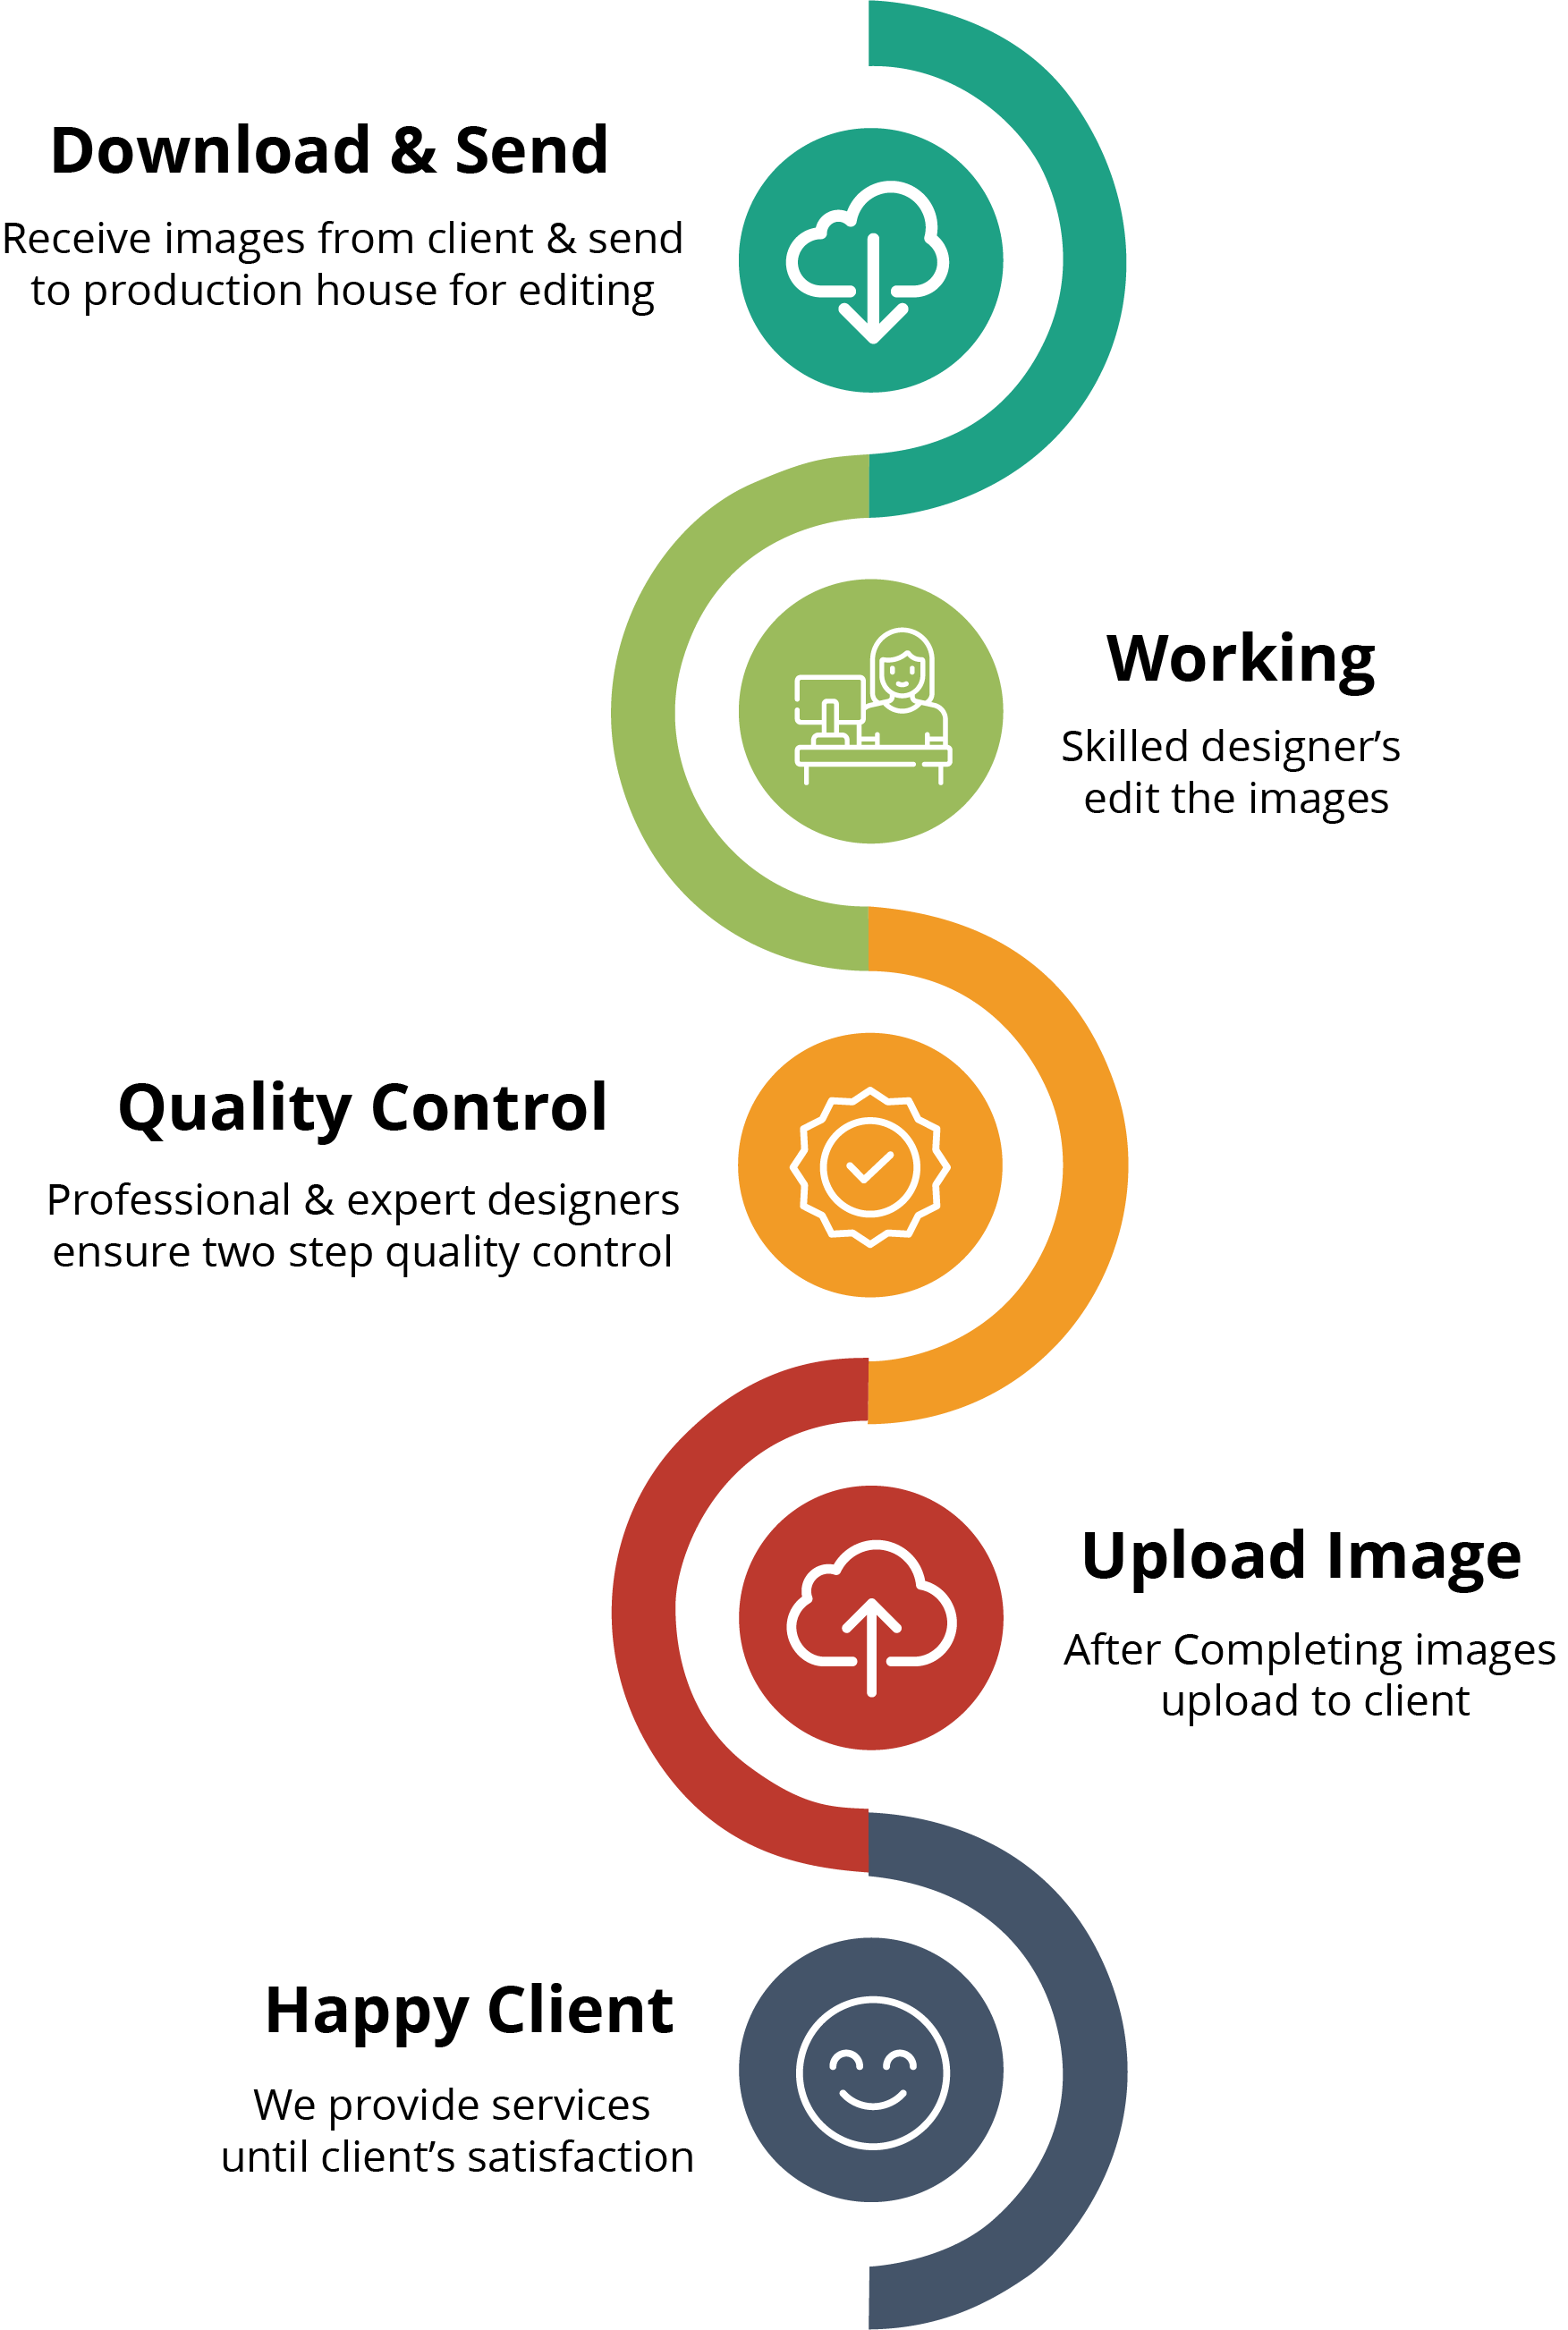 Download & Send
Receive images from client & send
to production house for editing
Working
Skilled designer’s
edit the images
Quality Control
Professional & expert designers
ensure two step quality control
Upload Image
After Completing images
upload to client
Happy Client
We provide services
until client’s satisfaction